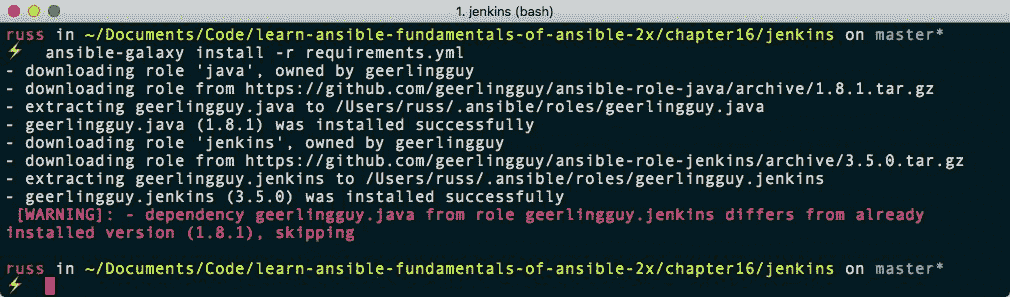 1. jenkins (bash)
russ in ~/Documents/Code/learn-ansible-fundamentals-of-ansible-2x/chapter16/jenkins on master*
⚡ ansible-galaxy install -r requirements.yml
- downloading role 'java', owned by geerlingguy
- downloading role from https://github.com/geerlingguy/ansible-role-java/archive/1.8.1.tar.gz
- extracting geerlingguy.java to /Users/russ/.ansible/roles/geerlingguy.java
- geerlingguy.java (1.8.1) was installed successfully
- downloading role 'jenkins', owned by geerlingguy
- downloading role from https://github.com/geerlingguy/ansible-role-jenkins/archive/3.5.0.tar.gz
- extracting geerlingguy.jenkins to /Users/russ/.ansible/roles/geerlingguy.jenkins
- geerlingguy.jenkins (3.5.0) was installed successfully
[WARNING]: - dependency geerlingguy.java from role geerlingguy.jenkins differs from already
installed version (1.8.1), skipping
russ in ~/Documents/Code/learn-ansible-fundamentals-of-ansible-2x/chapter16/jenkins on master*
⚡